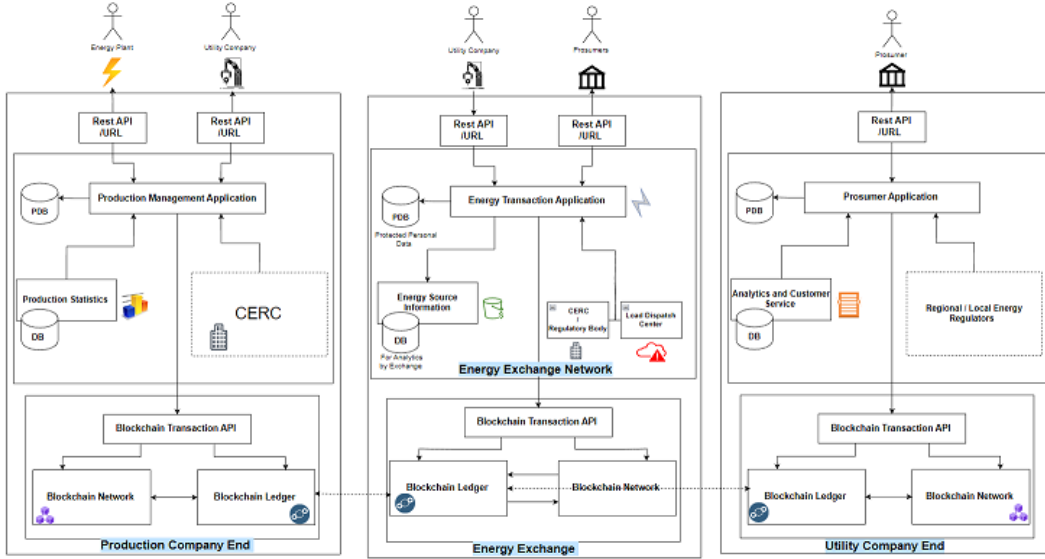 Energy Plant
Utility Company
Rest API
/URL
Rest API
/URL
Production Management Application
PDB
Production Statistics
DB
CERC
Blockchain Transaction API
Blockchain Network
Blockchain Ledger
Production Company End
Utility Company
Prosumers
Rest API
/URL
Rest API
/URL
Energy Transaction Application
PDB
Protected Personal
Data
Energy Source
Information
DB
For Analytics
by Exchange
CERC
/
Regulatory Body
Load Dispatch
Center
Energy Exchange Network
Blockchain Transaction API
Blockchain Ledger
Blockchain Network
Energy Exchange
Prosumer
Rest API
/URL
Prosumer Application
PDB
Analytics and Customer
Service
DB
Regional / Local Energy
Regulators
Blockchain Transaction API
Blockchain Ledger
Blockchain Network
Utility Company End